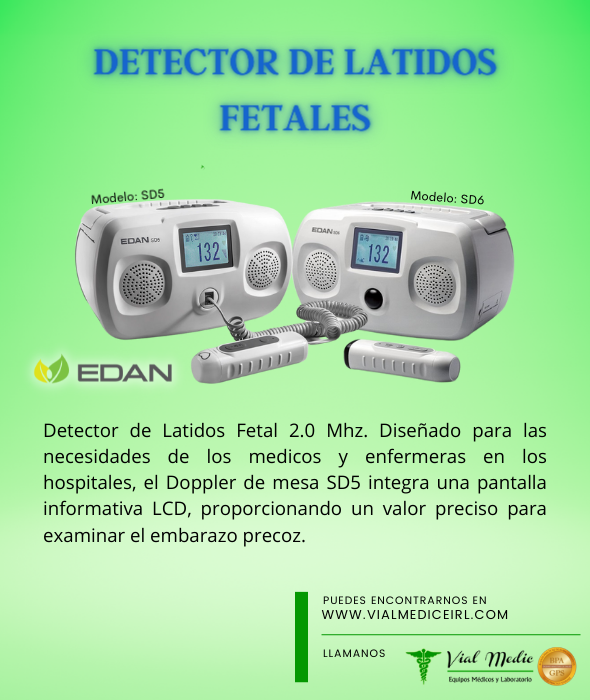 DETECTOR DE LATIDOS
FETALES
Modelo: SD5
Modelo: SD6
EDAN SD5
132
EDAN SD6
132
EDAN
Detector de Latidos Fetal 2.0 Mhz. Diseñado para las
necesidades de los medicos y enfermeras en los
hospitales, el Doppler de mesa SD5 integra una pantalla
informativa LCD, proporcionando un valor preciso para
examinar el embarazo precoz.
PUEDES ENCONTRARNOS EN
WWW.VIALMEDICEIRL.COM
LLAMANOS
Vial Medic
Equipos Médicos y Laboratorio
BPA
GPS